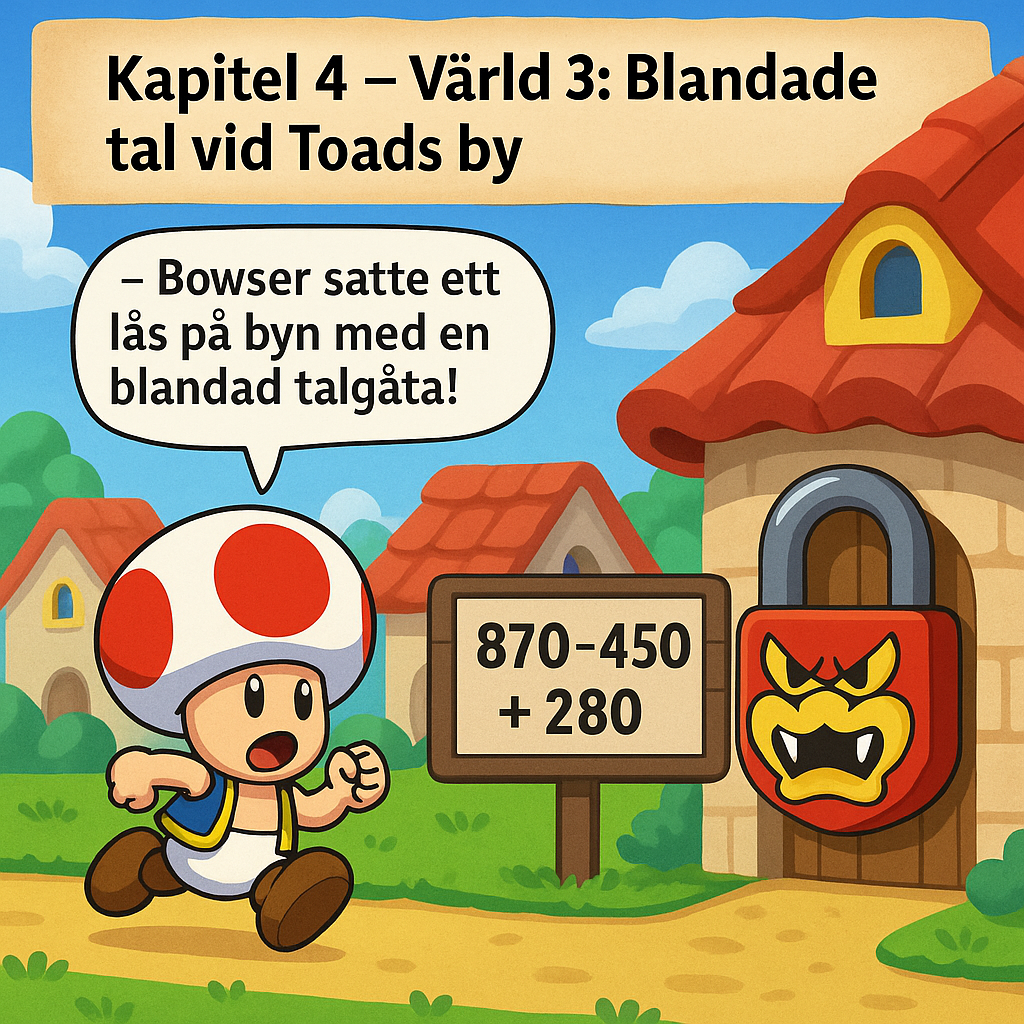 Kapitel 4 – Värld 3: Blandade
tal vid Toads by
– Bowser satte ett
lås på byn med en
blandad talgåta!
870-450
+ 280